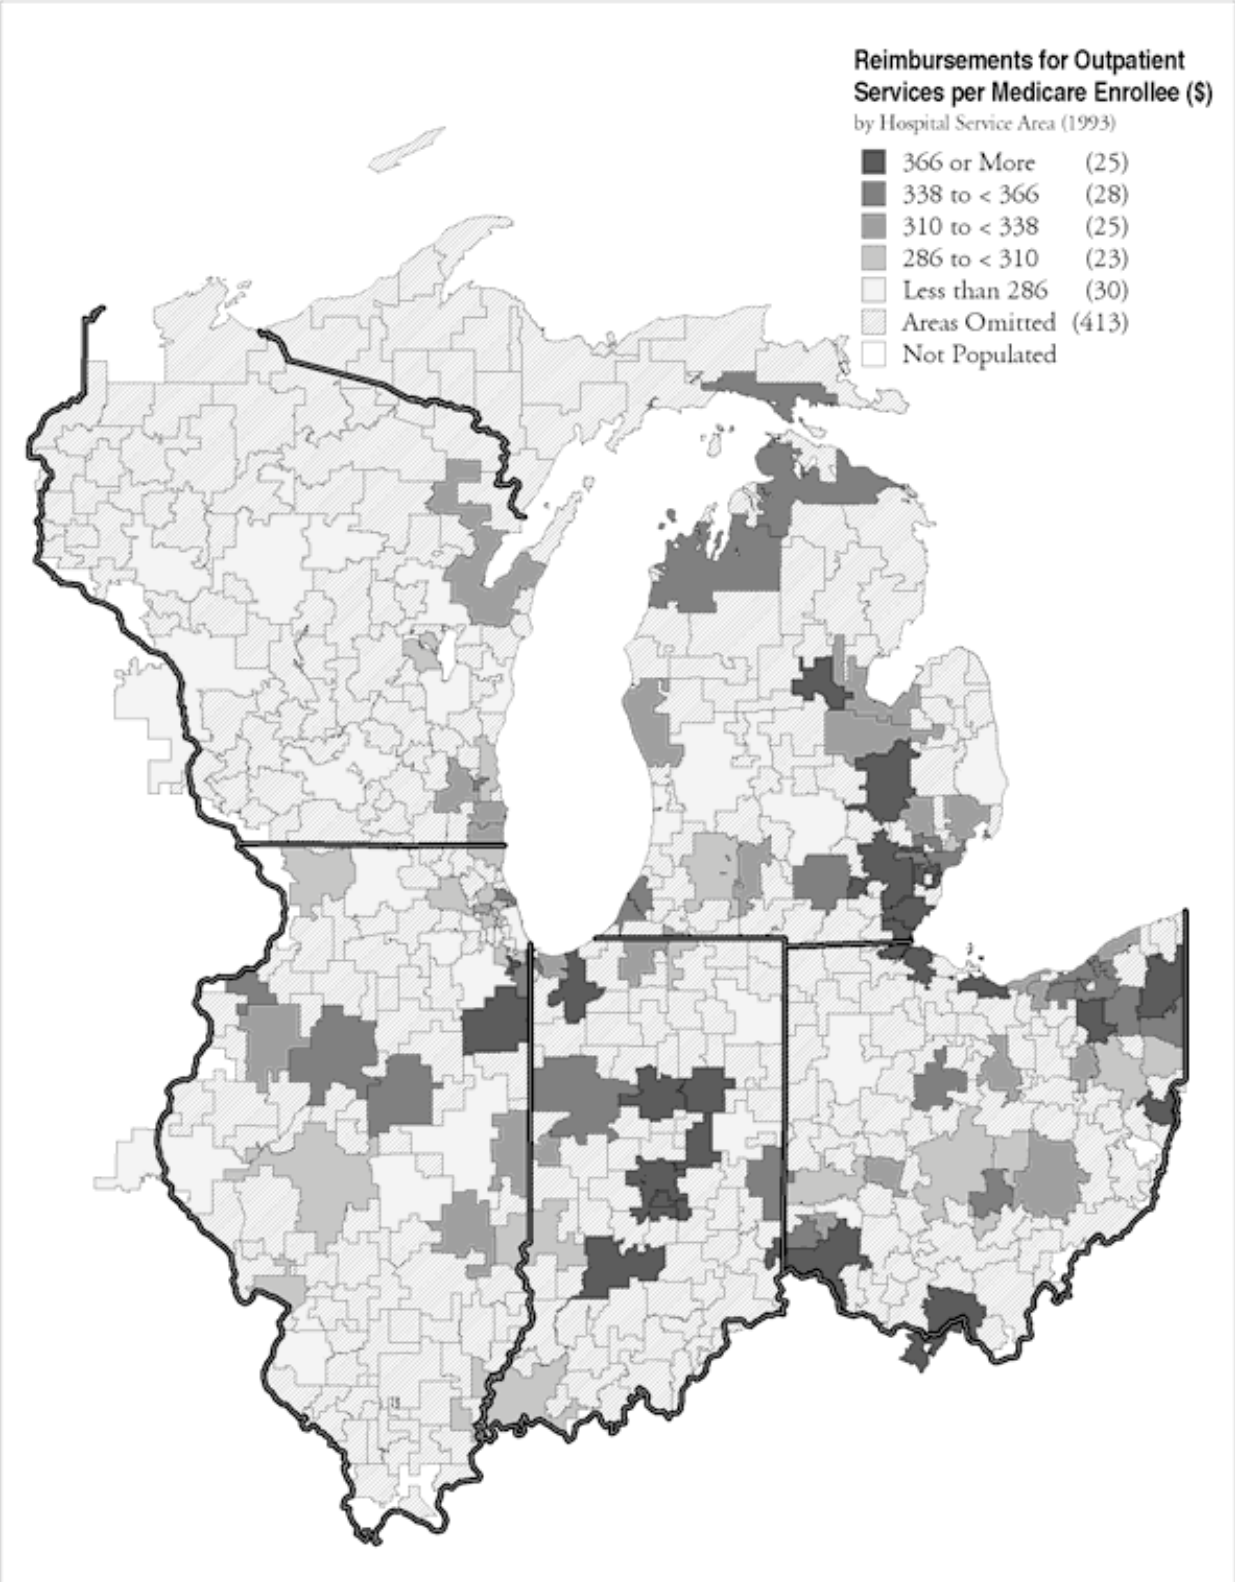 Reimbursements for Outpatient
Services per Medicare Enrollee ($)
by Hospital Service Area (1993)
366 or More (25)
338 to < 366 (28)
310 to < 338 (25)
286 to < 310 (23)
Less than 286 (30)
Areas Omitted (413)
Not Populated